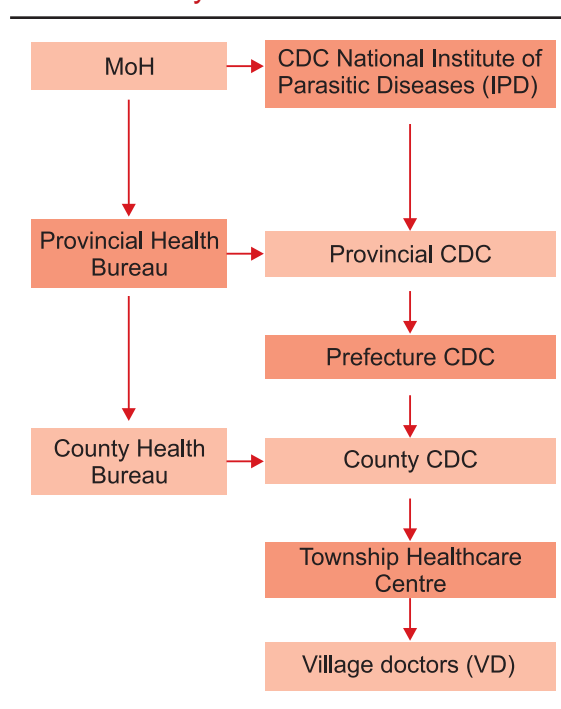 MoH
CDC National Institute of
Parasitic Diseases (IPD)
Provincial Health
Bureau
Provincial CDC
Prefecture CDC
County Health
Bureau
County CDC
Township Healthcare
Centre
Village doctors (VD)